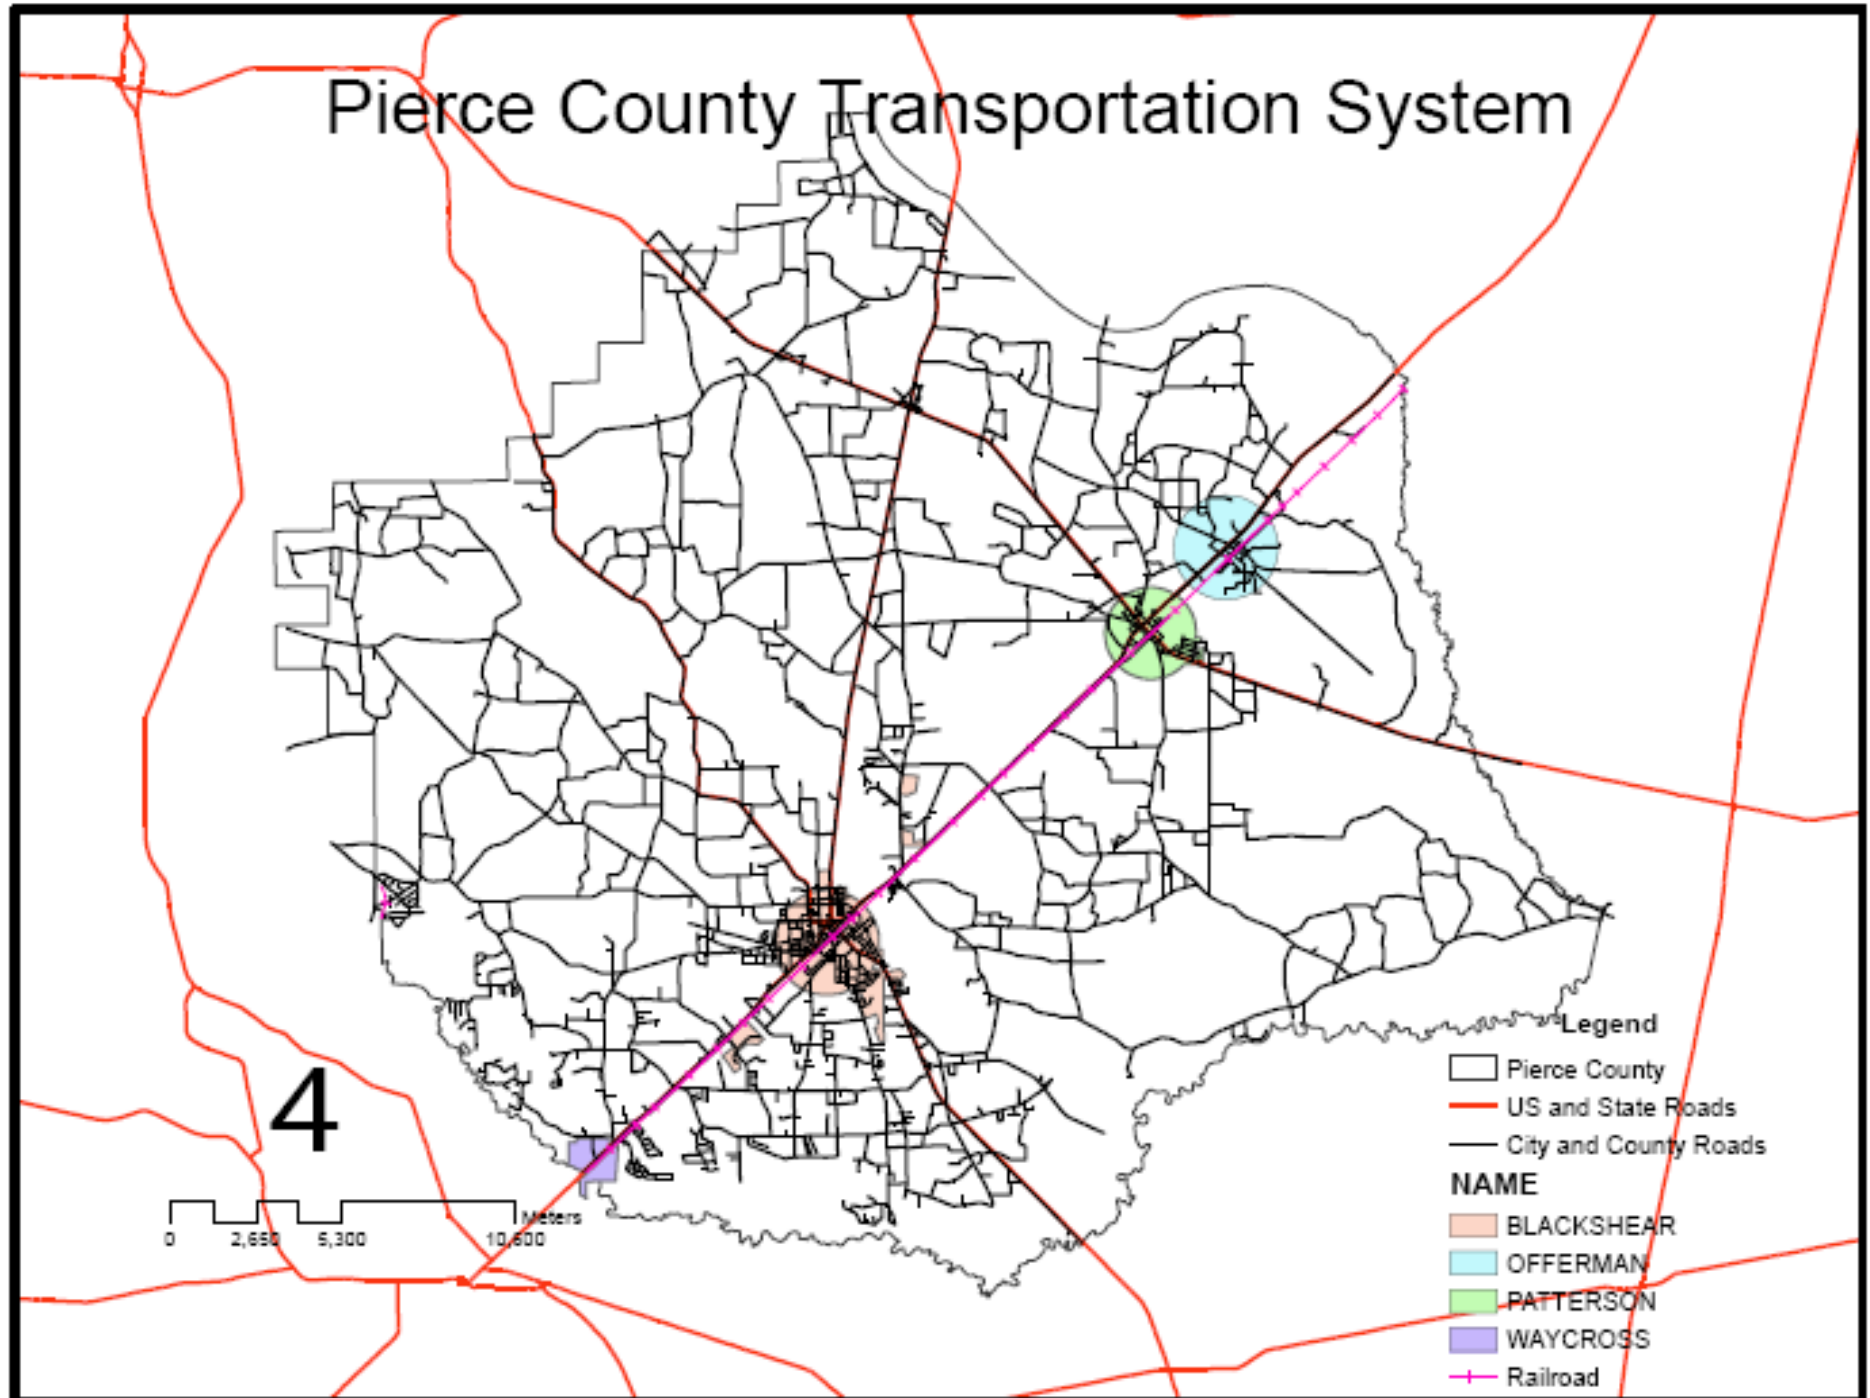 Pierce County Transportation System
4
Meters
0 2,650 5,300 10,600
Legend
Pierce County
US and State Roads
City and County Roads
NAME
BLACKSHEAR
OFFERMAN
PATTERSON
WAYCROSS
Railroad